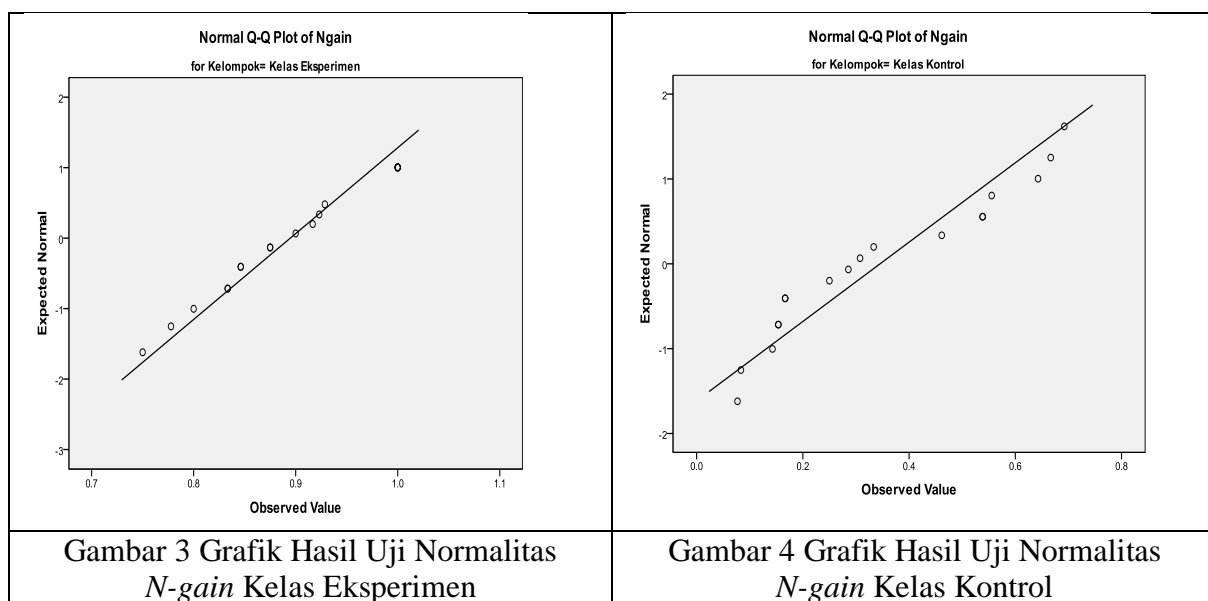 Normal Q-Q Plot of Ngain
for Kelompok= Kelas Eksperimen
Expected Normal
2
1
0
-1
-2
-3
0.7 0.8 0.9 1.0 1.1
Observed Value
Gambar 3 Grafik Hasil Uji Normalitas
N-gain Kelas Eksperimen
Normal Q-Q Plot of Ngain
for Kelompok= Kelas Kontrol
Expected Normal
2
1
0
-1
-2
0.0 0.2 0.4 0.6 0.8
Observed Value
Gambar 4 Grafik Hasil Uji Normalitas
N-gain Kelas Kontrol